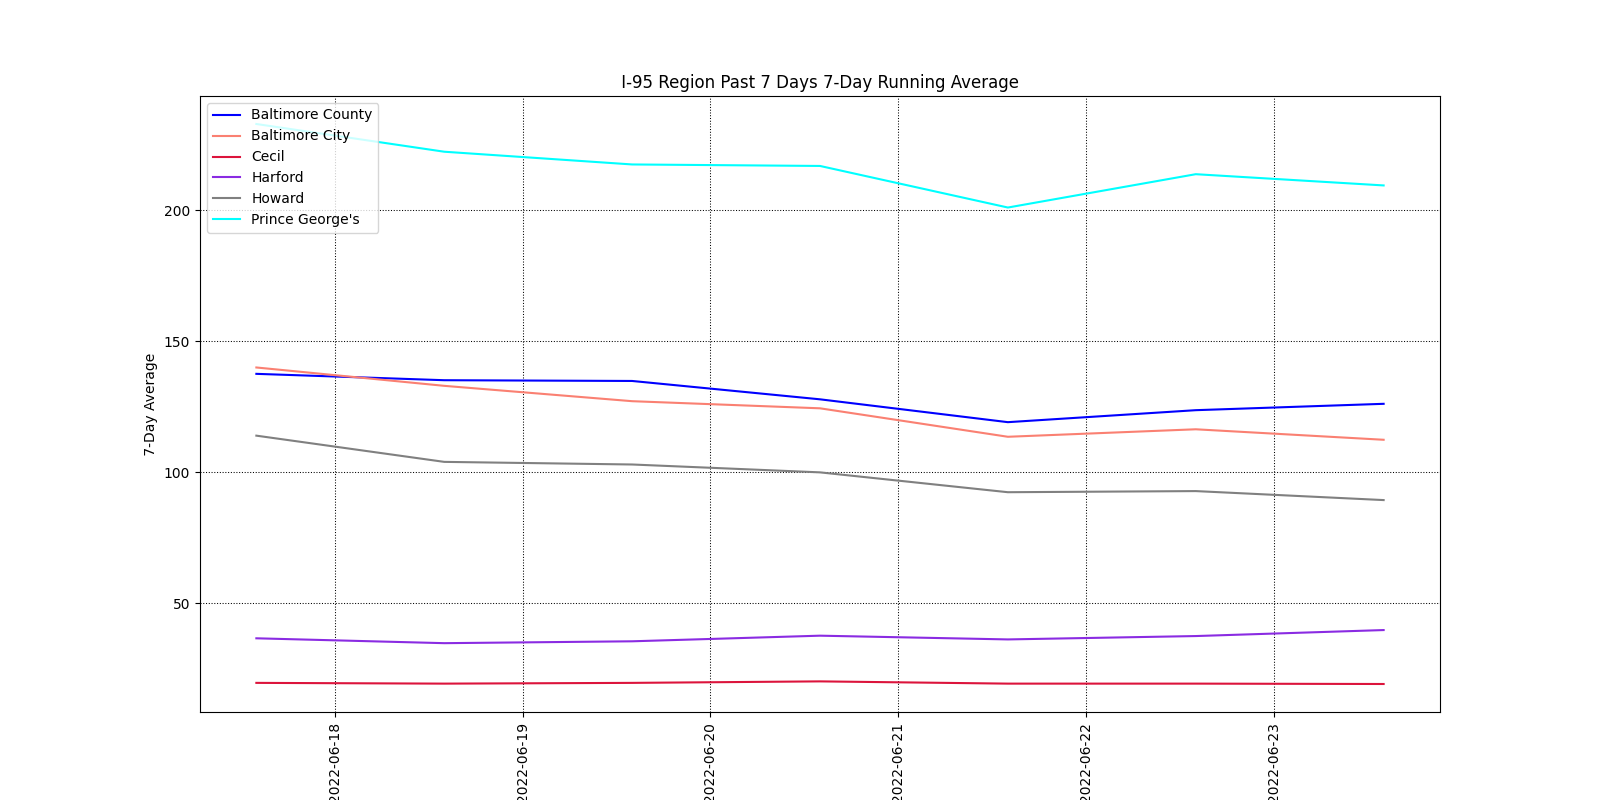 I-95 Region Past 7 Days 7-Day Running Average
Baltimore County
Baltimore City
Cecil
Harford
Howard
Prince George's
7-Day Average
200
150
100
50
2022-06-18
2022-06-19
2022-06-20
2022-06-21
2022-06-22
2022-06-23